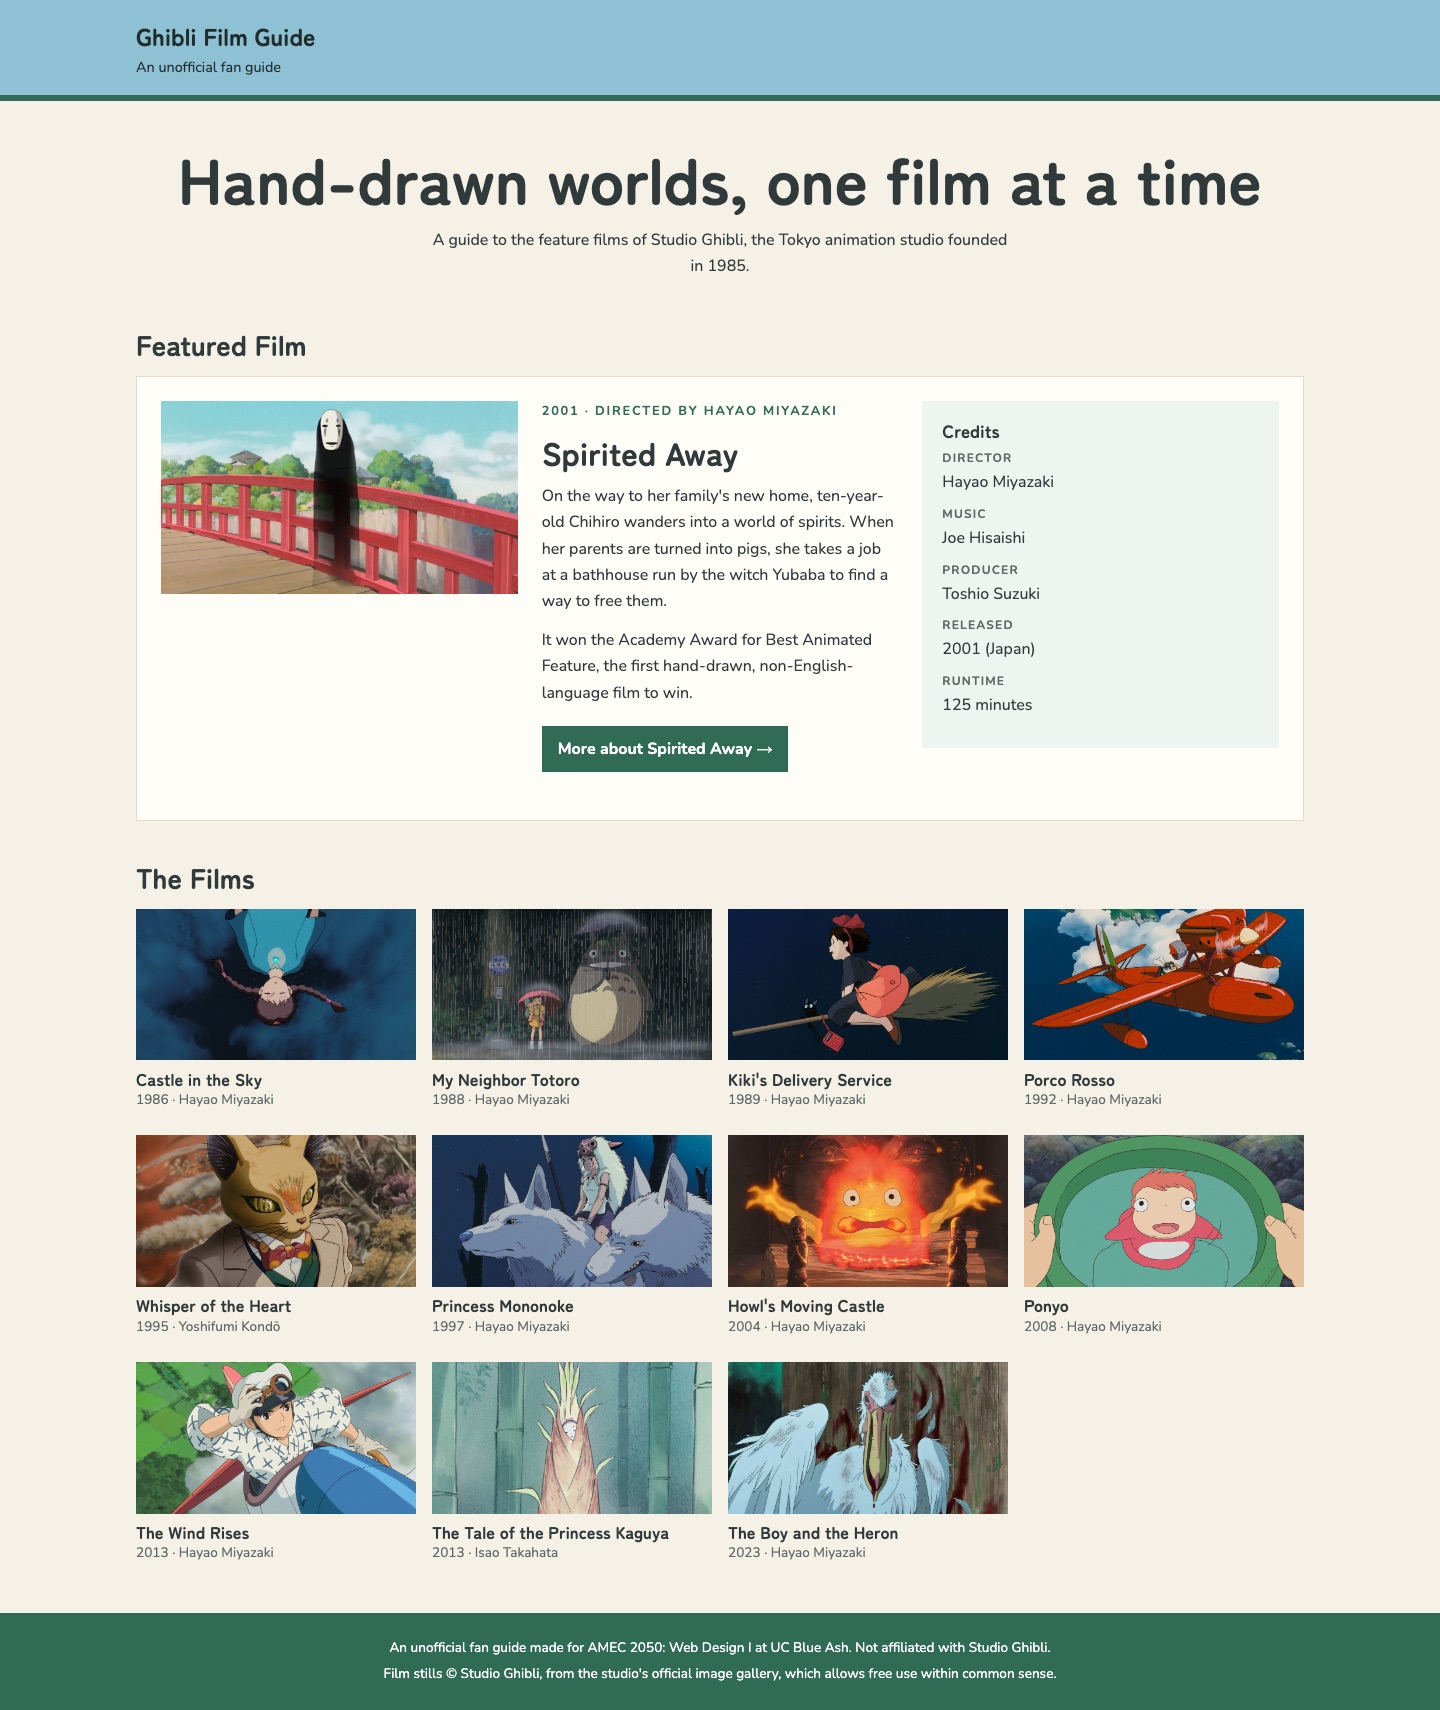 Ghibli Film Guide
An unofficial fan guide
Hand-drawn worlds, one film at a time
A guide to the feature films of Studio Ghibli, the Tokyo animation studio founded
in 1985.
Featured Film
2001 · DIRECTED BY HAYAO MIYAZAKI
Spirited Away
On the way to her family's new home, ten-year-
old Chihiro wanders into a world of spirits. When
her parents are turned into pigs, she takes a job
at a bathhouse run by the witch Yubaba to find a
way to free them.
It won the Academy Award for Best Animated
Feature, the first hand-drawn, non-English-
language film to win.
More about Spirited Away →
Credits
DIRECTOR
Hayao Miyazaki
MUSIC
Joe Hisaishi
PRODUCER
Toshio Suzuki
RELEASED
2001 (Japan)
RUNTIME
125 minutes
The Films
Castle in the Sky
1986 · Hayao Miyazaki
My Neighbor Totoro
1988 · Hayao Miyazaki
Kiki's Delivery Service
1989 · Hayao Miyazaki
Porco Rosso
1992 · Hayao Miyazaki
Whisper of the Heart
1995 · Yoshifumi Kondō
Princess Mononoke
1997 · Hayao Miyazaki
Howl's Moving Castle
2004 · Hayao Miyazaki
Ponyo
2008 · Hayao Miyazaki
The Wind Rises
2013 · Hayao Miyazaki
The Tale of the Princess Kaguya
2013 · Isao Takahata
The Boy and the Heron
2023 · Hayao Miyazaki
An unofficial fan guide made for AMEC 2050: Web Design I at UC Blue Ash. Not affiliated with Studio Ghibli.
Film stills © Studio Ghibli, from the studio's official image gallery, which allows free use within common sense.